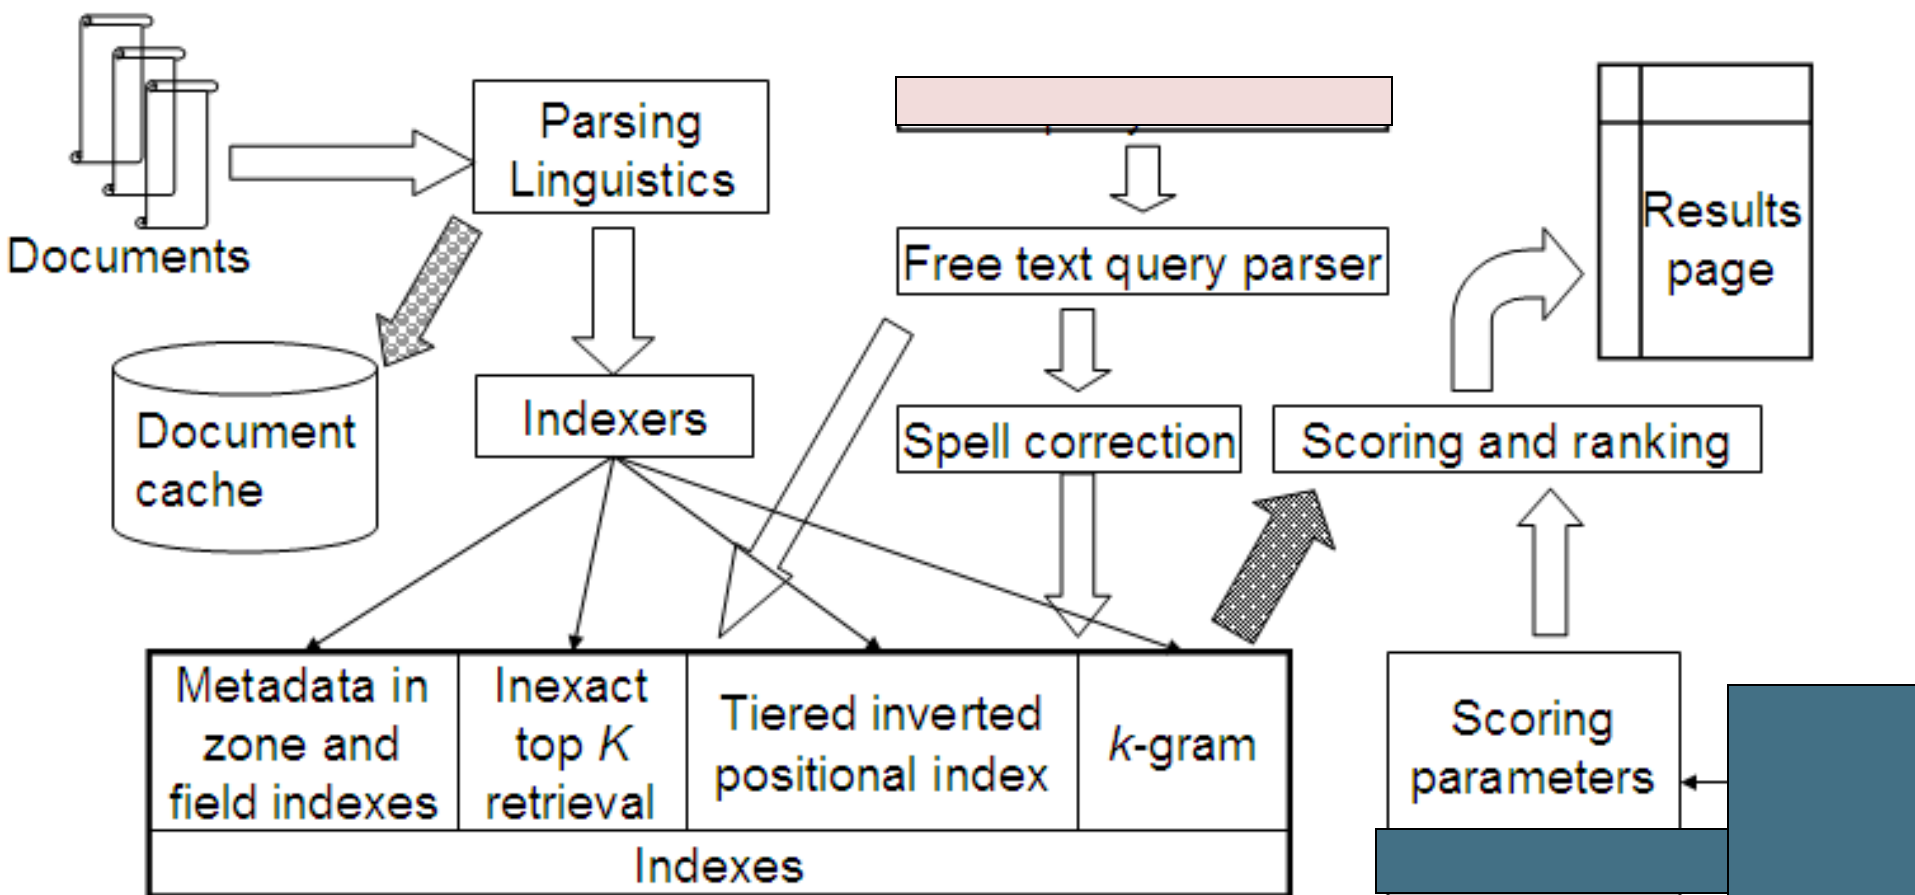 Documents
Parsing
Linguistics
Document
cache
Indexers
Free text query parser
Spell correction
Scoring and ranking
Results
page
Metadata in
zone and
field indexes
Inexact
top K
retrieval
Tiered inverted
positional index
k-gram
Indexes
Scoring
parameters